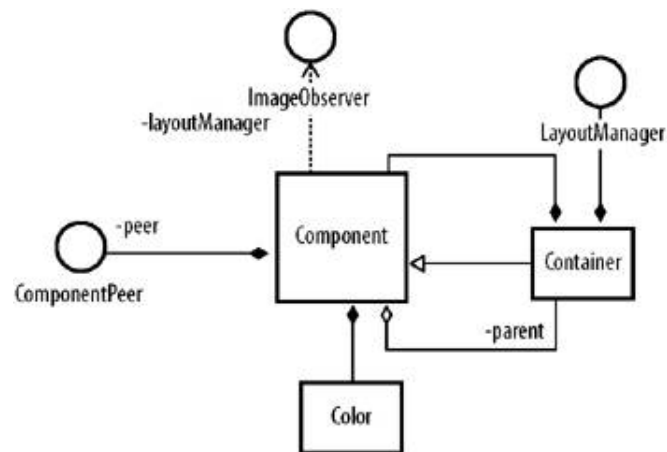 ImageObserver
-layoutManager
LayoutManager
-peer
Component
Container
ComponentPeer
-parent
Color